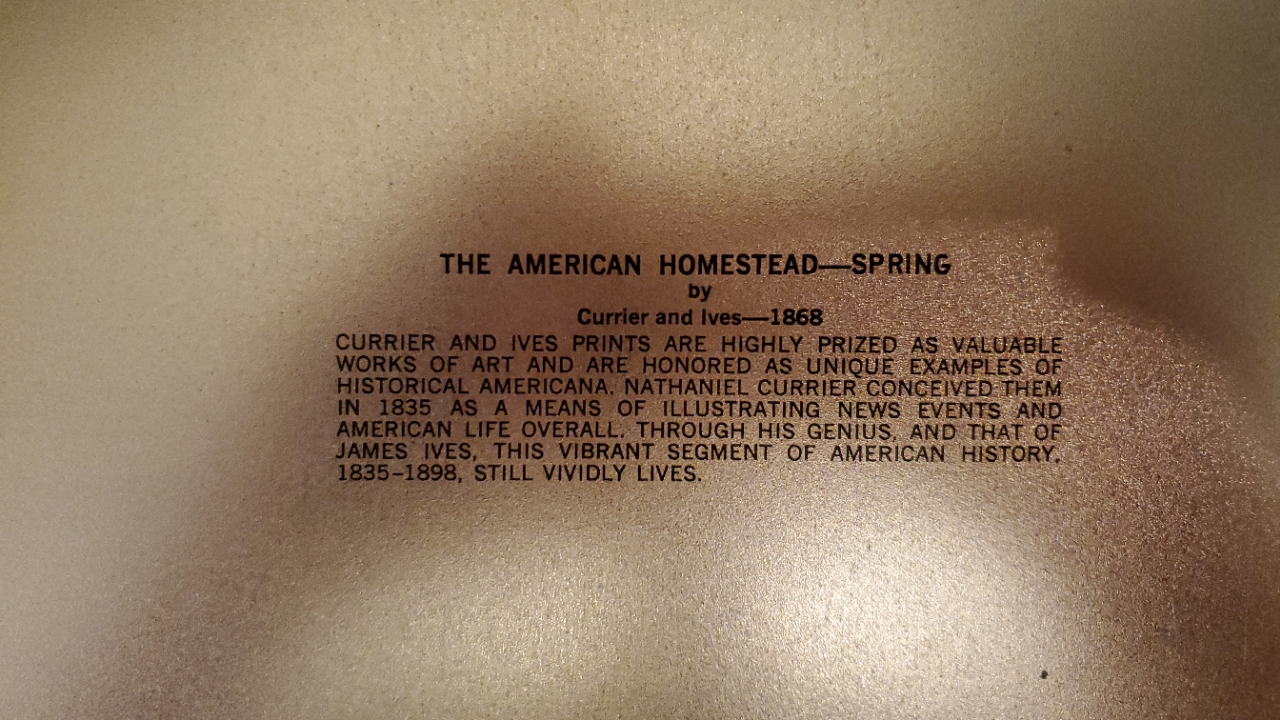 THE AMERICAN HOMESTEAD—SPRING
by
Currier and Ives—1868
CURRIER AND IVES PRINTS ARE HIGHLY PRIZED AS VALUABLE
WORKS OF ART AND ARE HONORED AS UNIQUE EXAMPLES OF
HISTORICAL AMERICANA. NATHANIEL CURRIER CONCEIVED THEM
IN 1835 AS A MEANS OF ILLUSTRATING NEWS EVENTS AND
AMERICAN LIFE OVERALL. THROUGH HIS GENIUS, AND THAT OF
JAMES IVES, THIS VIBRANT SEGMENT OF AMERICAN HISTORY,
1835-1898, STILL VIVIDLY LIVES.